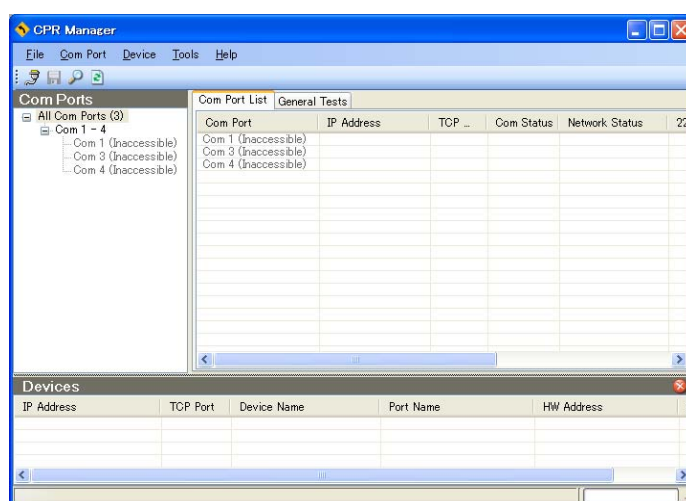 CPR Manager
File Com Port Device Tools Help
Com Ports
All Com Ports (3)
Com 1 - 4
Com 1 (Inaccessible)
Com 3 (Inaccessible)
Com 4 (Inaccessible)
Com Port List General Tests
Com Port IP Address TCP ... Com Status Network Status 22
Com 1 (Inaccessible)
Com 3 (Inaccessible)
Com 4 (Inaccessible)
Devices
IP Address TCP Port Device Name Port Name HW Address